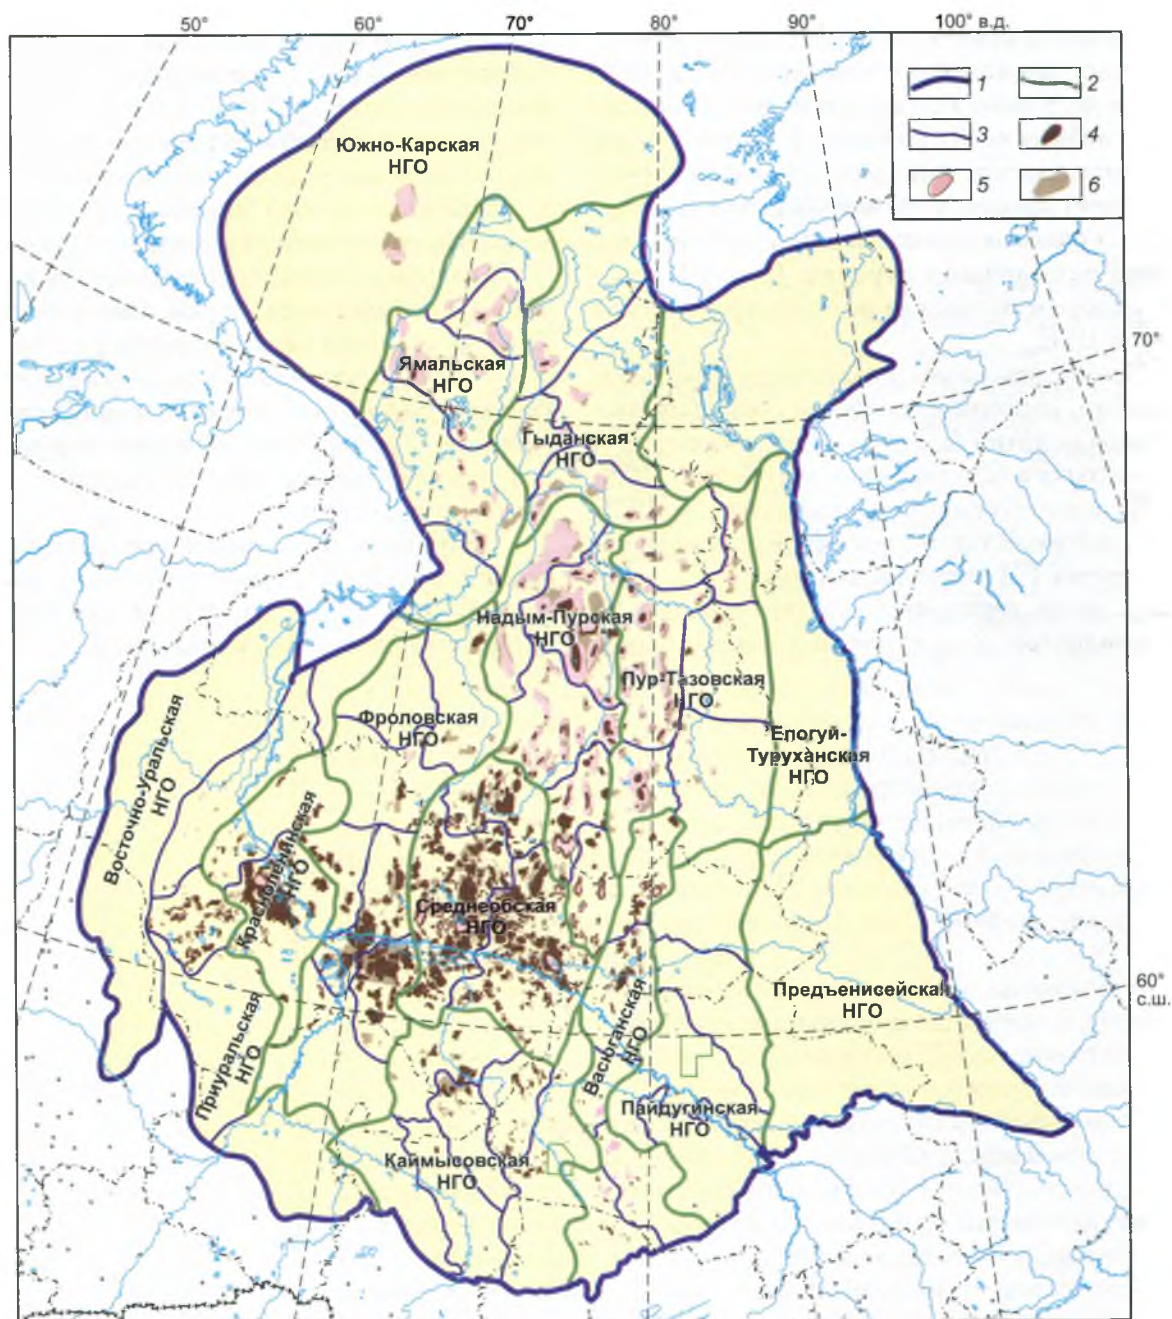 50°
60°
70°
80°
90°
100° в.д.
1
2
3
4
5
6
Южно-Карская
НГО
70°
Ямальская
НГО
Гыданская
НГО
Надым-Пурская
НГО
Пур-Тазовская
НГО
Фроловская
НГО
Елогуй-
Туруханская
НГО
Восточно-Уральская
НГО
Красноленинская
НГО
Среднеобская
НГО
60°
с.ш.
Предъенисейская
НГО
Васюганская
НГО
Приуральская
НГО
Пайдугинская
НГО
Каймысовская
НГО